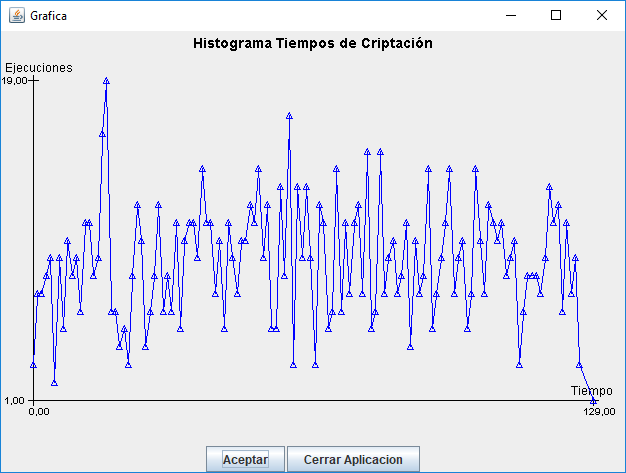 Grafica
Histograma Tiempos de Criptación
Ejecuciones
19,00
Tiempo
1,00
0,00
129,00
Aceptar
Cerrar Aplicacion